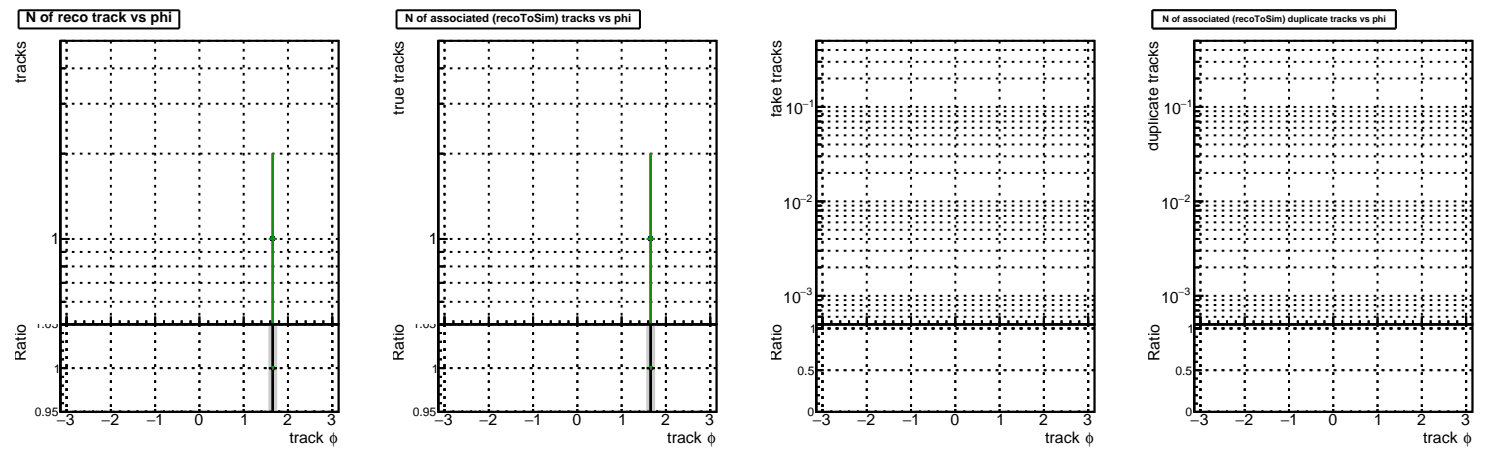 N of reco track vs phi
tracks
1
Ratio
1
0.95
−3 −2 −1 0 1 2 3
track ϕ
N of associated (recoToSim) tracks vs phi
true tracks
1
Ratio
1
0.95
−3 −2 −1 0 1 2 3
track ϕ
fake tracks
10−1
10−2
10−3
Ratio
1
0.5
0
−3 −2 −1 0 1 2 3
track ϕ
N of associated (recoToSim) duplicate tracks vs phi
duplicate tracks
10−1
10−2
10−3
Ratio
1
0.5
0
−3 −2 −1 0 1 2 3
track ϕ